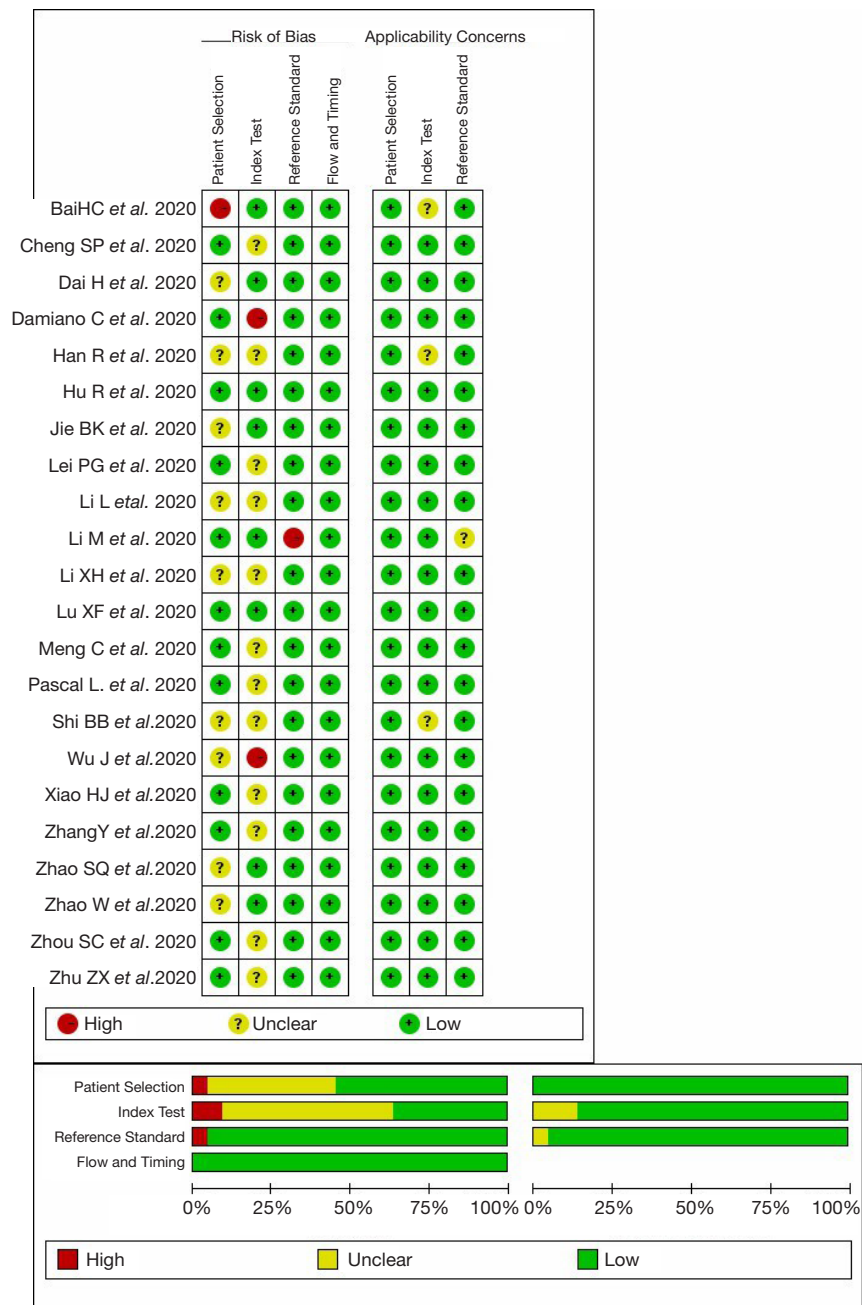 Risk of Bias Applicability Concerns
Patient Selection
Index Test
Reference Standard
Flow and Timing
Patient Selection
Index Test
Reference Standard
BaiHC et al. 2020 - + + + + ? +
Cheng SP et al. 2020 + ? + + + + +
Dai H et al. 2020 ? + + + + + +
Damiano C et al. 2020 + - + + + + +
Han R et al. 2020 ? ? + + + ? +
Hu R et al. 2020 + + + + + + +
Jie BK et al. 2020 ? + + + + + +
Lei PG et al. 2020 + ? + + + + +
Li L etal. 2020 ? ? + + + + +
Li M et al. 2020 + + - + + + ?
Li XH et al. 2020 ? ? + + + + +
Lu XF et al. 2020 + + + + + + +
Meng C et al. 2020 + ? + + + + +
Pascal L. et al. 2020 + ? + + + + +
Shi BB et al.2020 ? ? + + + ? +
Wu J et al.2020 ? - + + + + +
Xiao HJ et al.2020 + ? + + + + +
ZhangY et al.2020 + ? + + + + +
Zhao SQ et al.2020 ? + + + + + +
Zhao W et al.2020 ? + + + + + +
Zhou SC et al. 2020 + ? + + + + +
Zhu ZX et al.2020 + ? + + + + +
- High ? Unclear + Low
Patient Selection
Index Test
Reference Standard
Flow and Timing
0% 25% 50% 75% 100% 0% 25% 50% 75% 100%
High Unclear Low